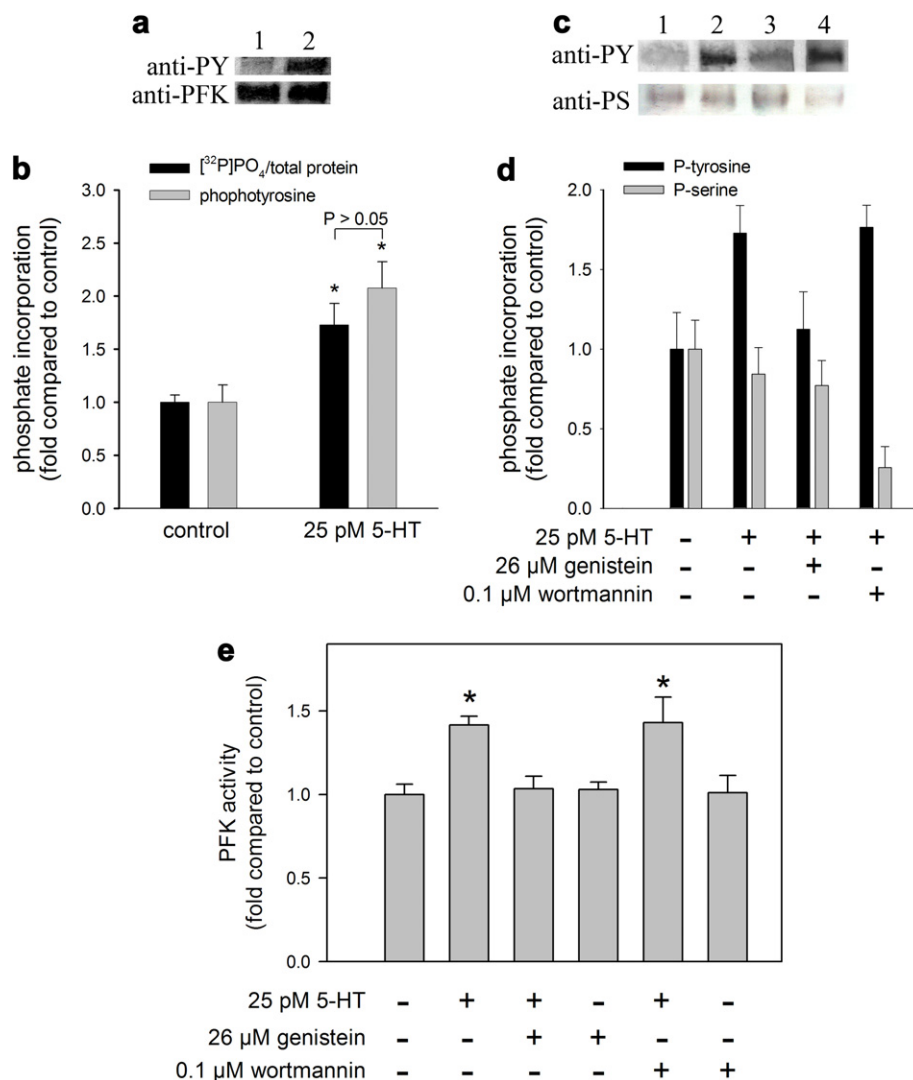 a
1 2
anti-PY
anti-PFK
c
1 2 3 4
anti-PY
anti-PS
b
[³²P]PO₄/total protein
phophotyrosine
phosphate incorporation
(fold compared to control)
3.0
2.5
2.0
1.5
1.0
0.5
0.0
P > 0.05
*
*
control
25 pM 5-HT
d
P-tyrosine
P-serine
phosphate incorporation
(fold compared to control)
2.0
1.5
1.0
0.5
0.0
25 pM 5-HT - + + +
26 µM genistein - - + -
0.1 µM wortmannin - - - +
e
PFK activity
(fold compared to control)
1.5
1.0
0.5
0.0
*
*
25 pM 5-HT - + + - + -
26 µM genistein - - + + - -
0.1 µM wortmannin - - - - + +